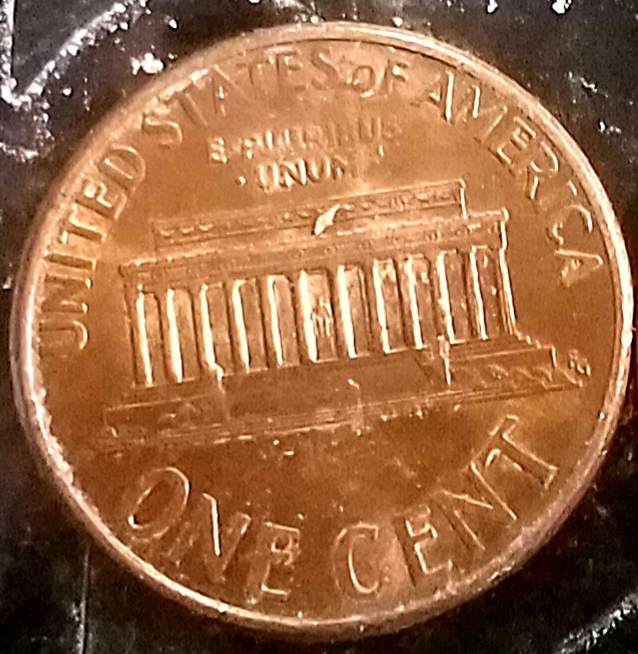 UNITED STATES OF AMERICA
E·PLURIBUS
·UNUM·
ONE CENT